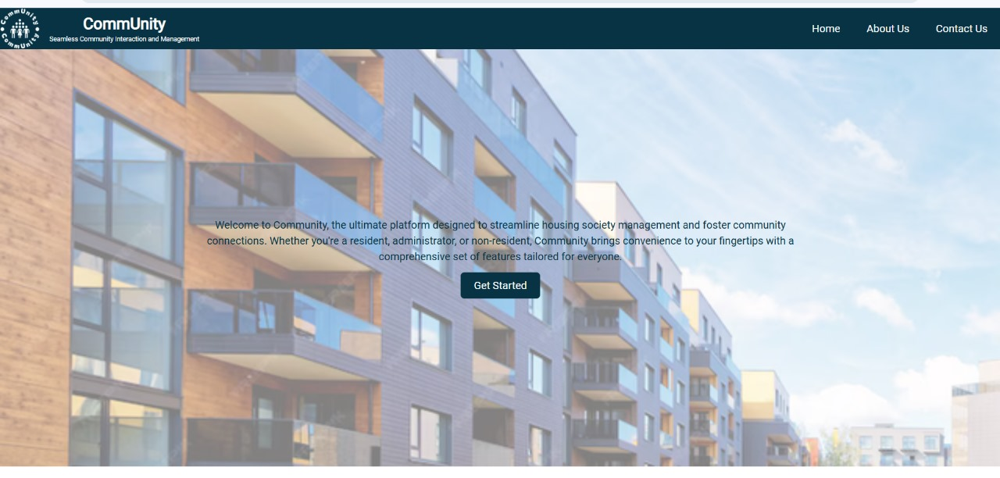 CommUnity
CommUnity
CommUnity
Seamless Community Interaction and Management
Home
About Us
Contact Us
Welcome to Community, the ultimate platform designed to streamline housing society management and foster community
connections. Whether you're a resident, administrator, or non-resident, Community brings convenience to your fingertips with a
comprehensive set of features tailored for everyone.
Get Started